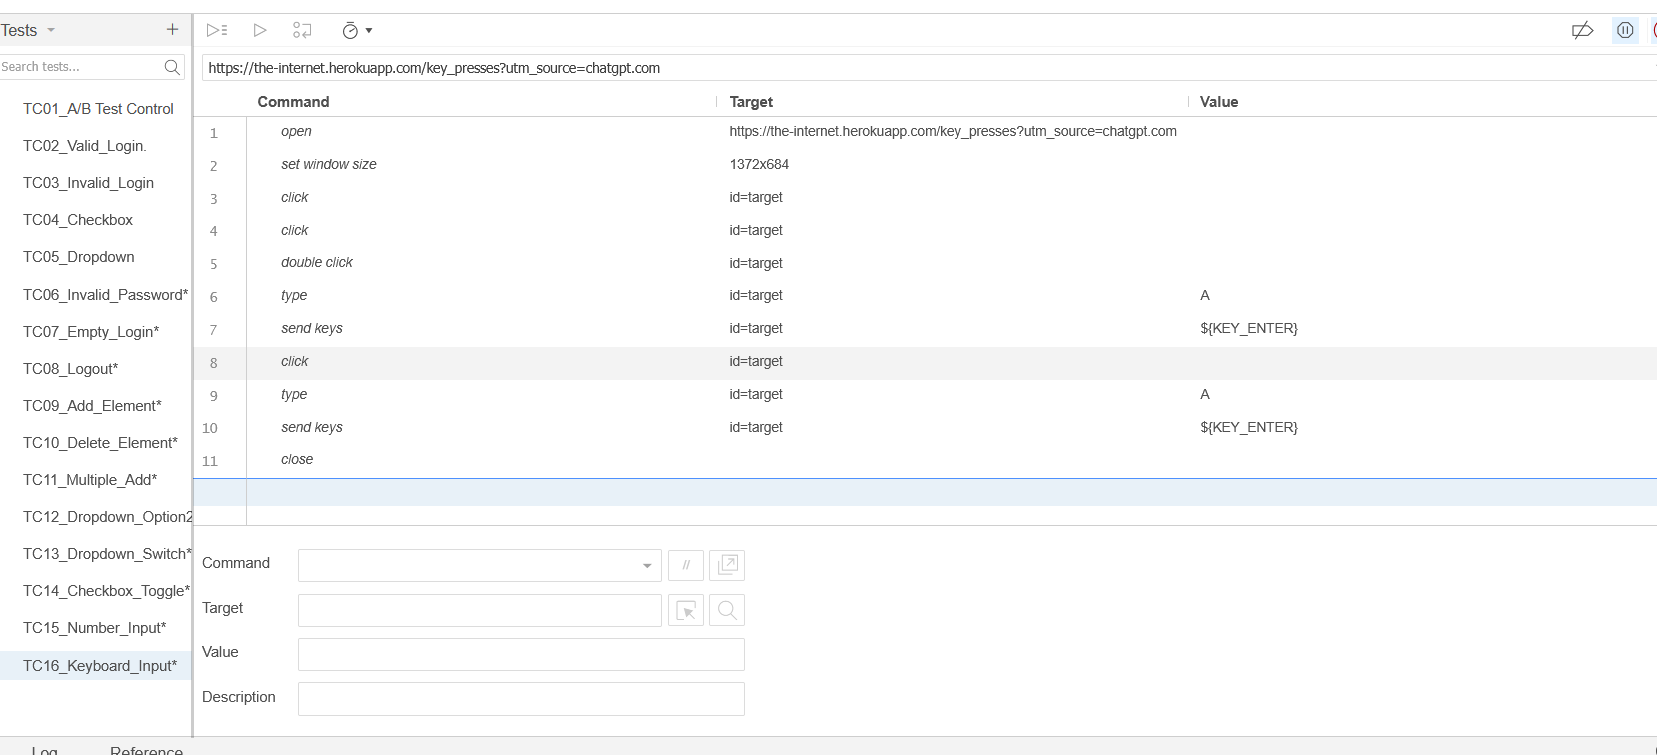 Tests
Search tests...
TC01_A/B Test Control
TC02_Valid_Login.
TC03_Invalid_Login
TC04_Checkbox
TC05_Dropdown
TC06_Invalid_Password*
TC07_Empty_Login*
TC08_Logout*
TC09_Add_Element*
TC10_Delete_Element*
TC11_Multiple_Add*
TC12_Dropdown_Option2
TC13_Dropdown_Switch*
TC14_Checkbox_Toggle*
TC15_Number_Input*
TC16_Keyboard_Input*
https://the-internet.herokuapp.com/key_presses?utm_source=chatgpt.com
Command Target Value
1 open https://the-internet.herokuapp.com/key_presses?utm_source=chatgpt.com
2 set window size 1372x684
3 click id=target
4 click id=target
5 double click id=target
6 type id=target A
7 send keys id=target ${KEY_ENTER}
8 click id=target
9 type id=target A
10 send keys id=target ${KEY_ENTER}
11 close
Command //
Target
Value
Description
Log Reference